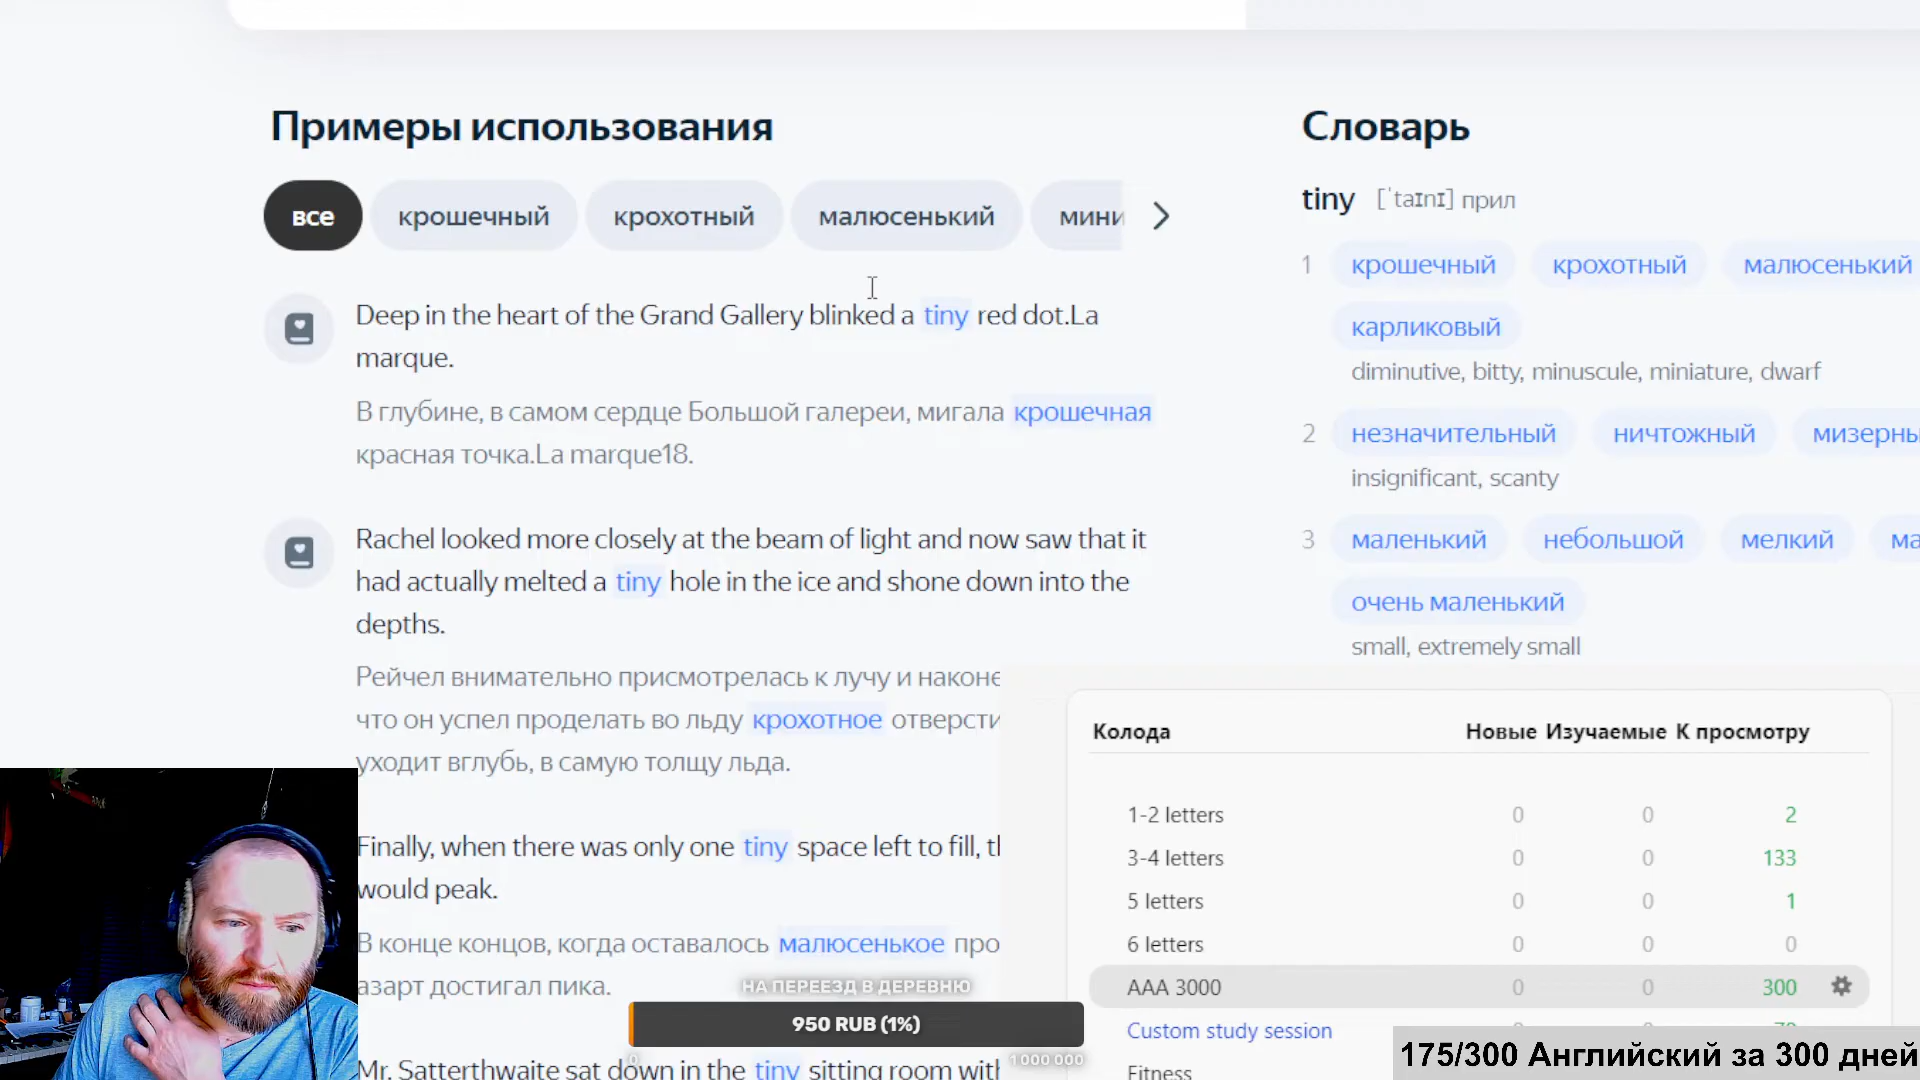 Примеры использования
все крошечный крохотный малюсенький мини
Deep in the heart of the Grand Gallery blinked a tiny red dot.La
marque.
В глубине, в самом сердце Большой галереи, мигала крошечная
красная точка.La marque18.
Rachel looked more closely at the beam of light and now saw that it
had actually melted a tiny hole in the ice and shone down into the
depths.
Рейчел внимательно присмотрелась к лучу и наконе
что он успел проделать во льду крохотное отверсти
уходит вглубь, в самую толщу льда.
Finally, when there was only one tiny space left to fill, tl
would peak.
В конце концов, когда оставалось малюсенькое про
азарт достигал пика.
Mr. Satterthwaite sat down in the tiny sitting room with
Словарь
tiny [ˈtaɪnɪ] прил
1 крошечный крохотный малюсенький
карликовый
diminutive, bitty, minuscule, miniature, dwarf
2 незначительный ничтожный мизерны
insignificant, scanty
3 маленький небольшой мелкий ма
очень маленький
small, extremely small
Колода Новые Изучаемые К просмотру
1-2 letters 0 0 2
3-4 letters 0 0 133
5 letters 0 0 1
6 letters 0 0 0
AAA 3000 0 0 300
Custom study session
Fitness
НА ПЕРЕЕЗД В ДЕРЕВНЮ
950 RUB (1%)
0 1 000 000
175/300 Английский за 300 дней